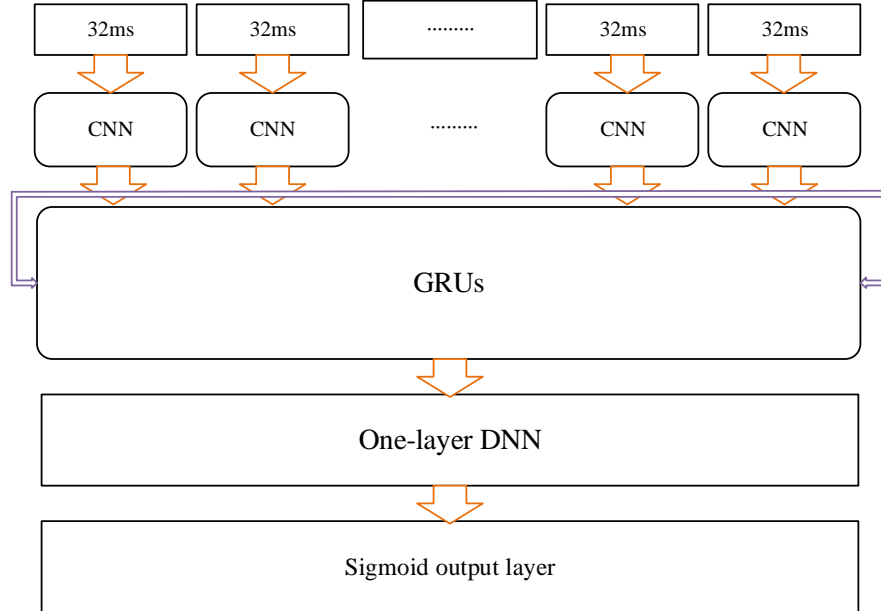 32ms 32ms ········· 32ms 32ms
CNN CNN ········· CNN CNN
GRUs
One-layer DNN
Sigmoid output layer